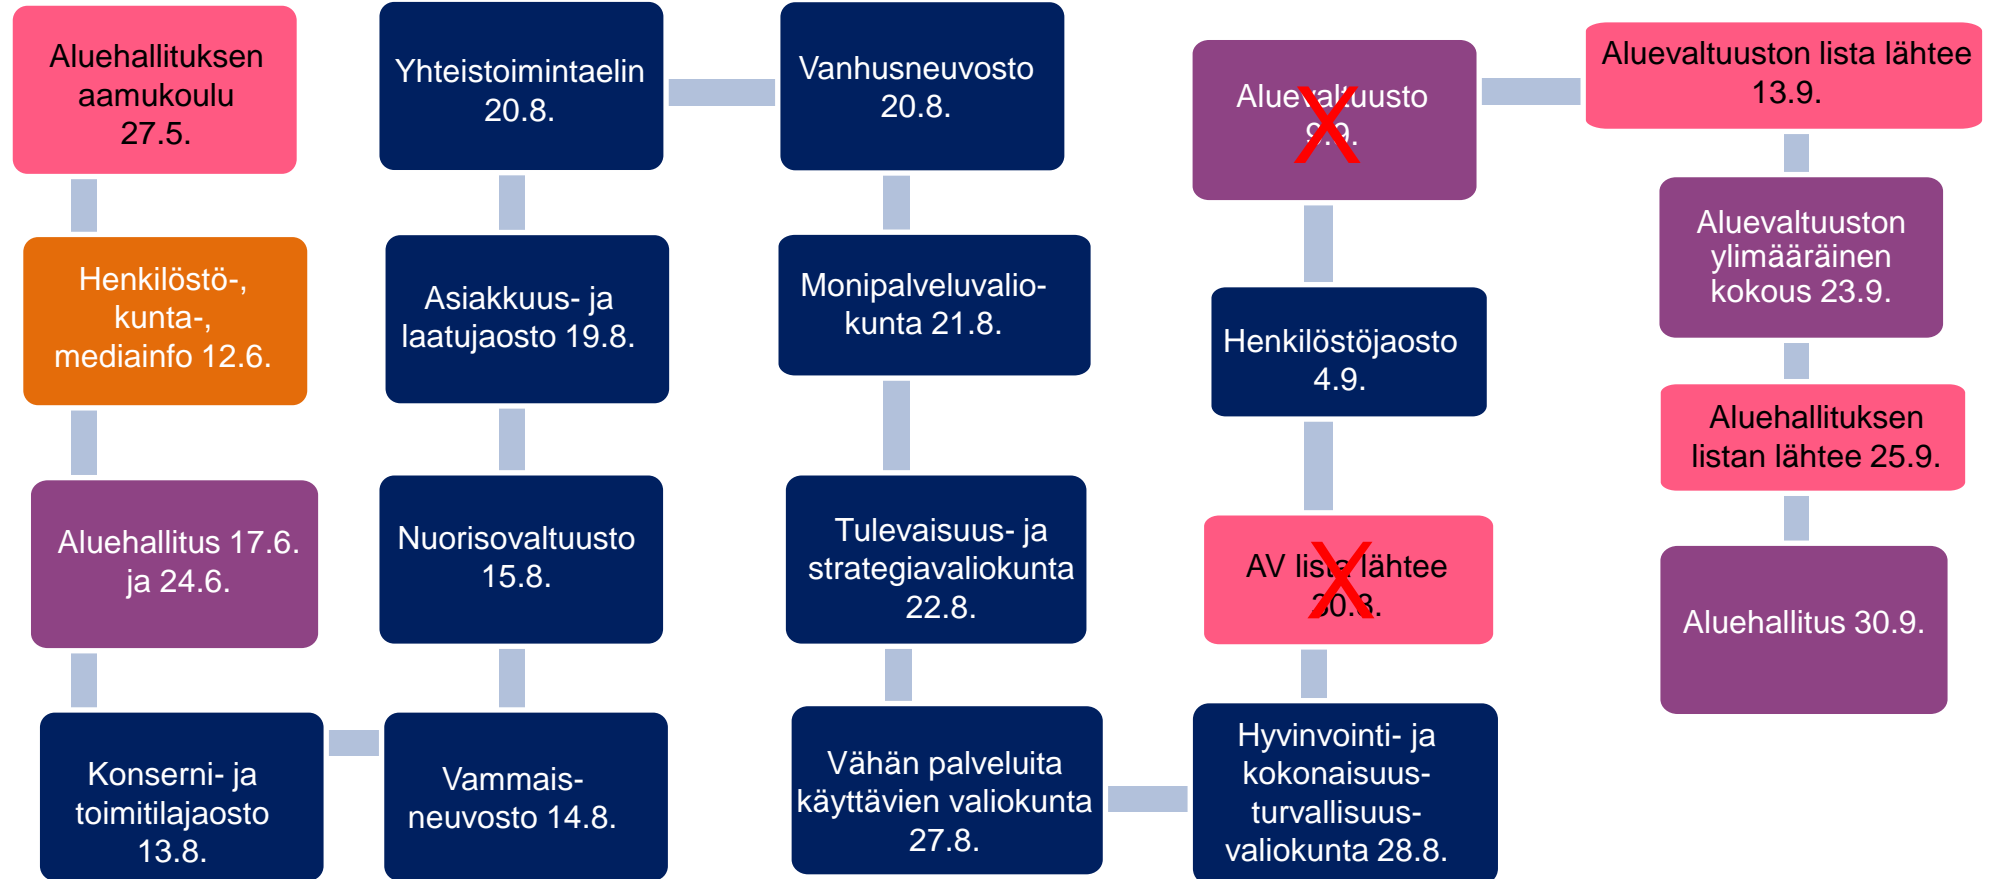 Aluehallituksen
aamukoulu
27.5.
Henkilöstö-,
kunta-,
mediainfo 12.6.
Aluehallitus 17.6.
ja 24.6.
Konserni- ja
toimitilajaosto
13.8.
Vammais-
neuvosto 14.8.
Nuorisovaltuusto
15.8.
Asiakkuus- ja
laatujaosto 19.8.
Yhteistoimintaelin
20.8.
Vanhusneuvosto
20.8.
Monipalveluvalio-
kunta 21.8.
Tulevaisuus- ja
strategiavaliokunta
22.8.
Vähän palveluita
käyttävien valiokunta
27.8.
Hyvinvointi- ja
kokonaisuus-
turvallisuus-
valiokunta 28.8.
AV lista lähtee
30.8.
Henkilöstöjaosto
4.9.
Aluevaltuusto
9.9.
Aluevaltuuston lista lähtee
13.9.
Aluevaltuuston
ylimääräinen
kokous 23.9.
Aluehallituksen
listan lähtee 25.9.
Aluehallitus 30.9.
X
X